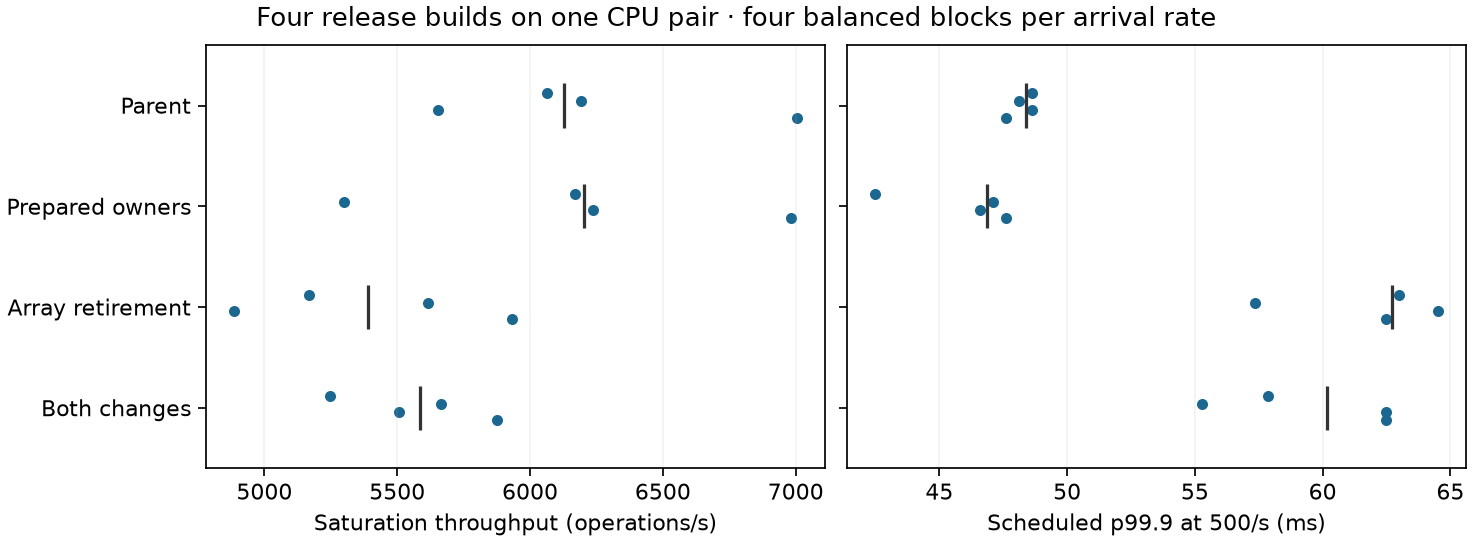 Four release builds on one CPU pair · four balanced blocks per arrival rate
Parent
Prepared owners
Array retirement
Both changes
5000 5500 6000 6500 7000
45 50 55 60 65
Saturation throughput (operations/s)
Scheduled p99.9 at 500/s (ms)